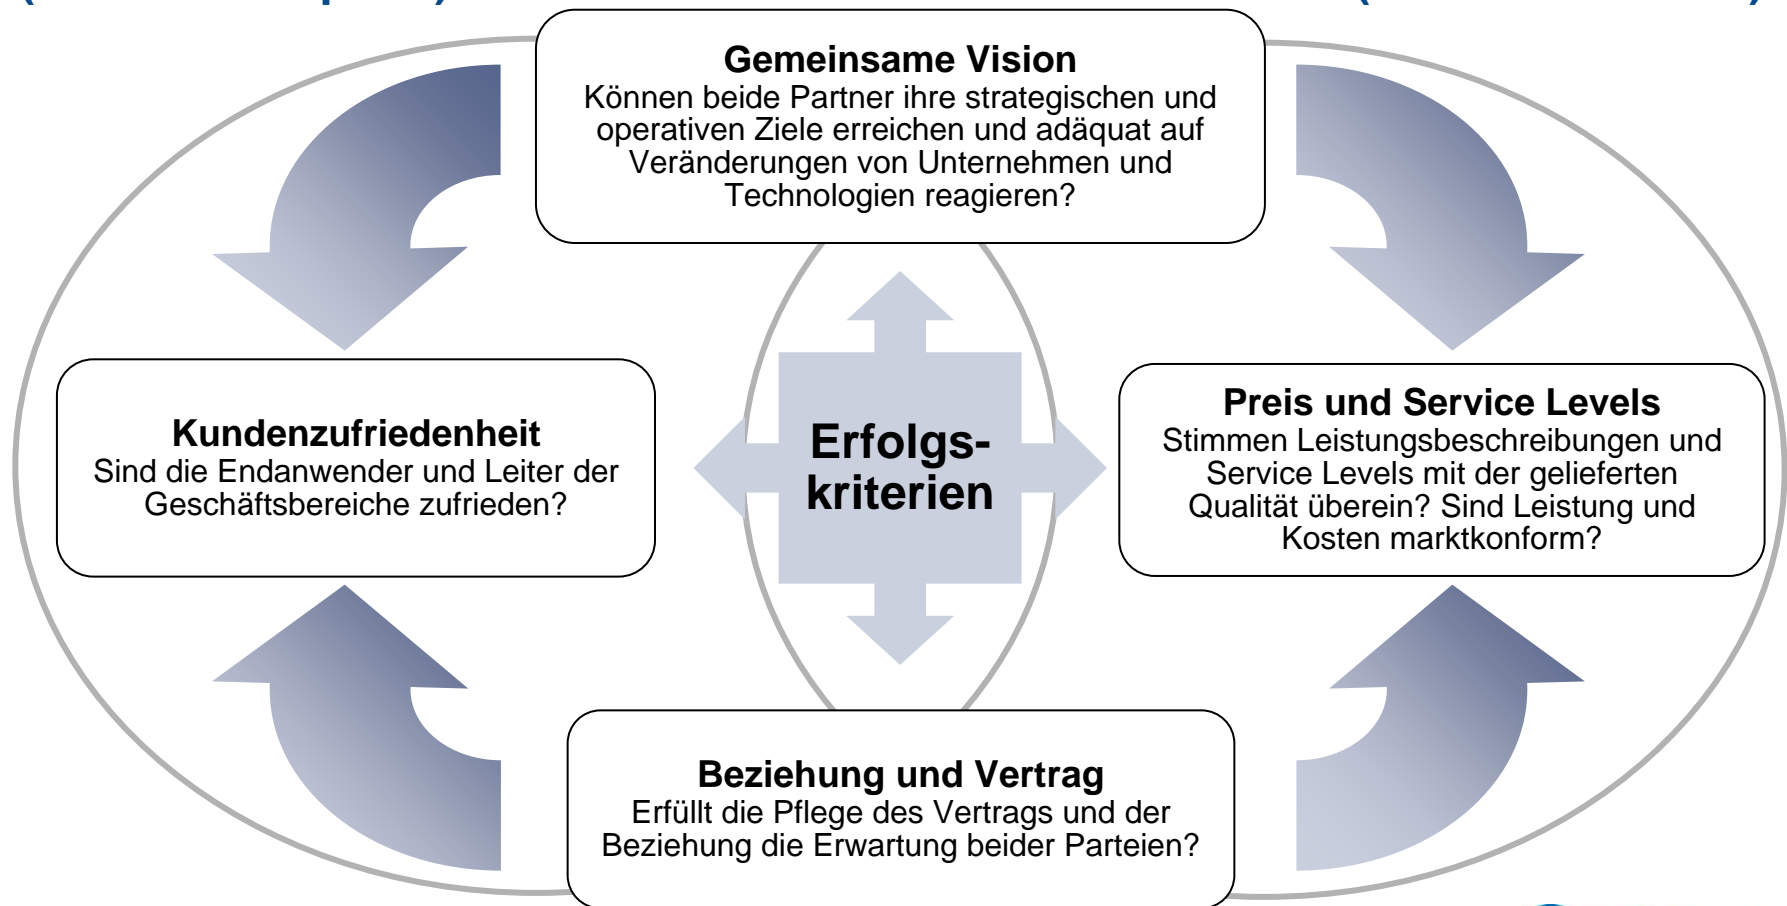 Gemeinsame Vision
Können beide Partner ihre strategischen und
operativen Ziele erreichen und adäquat auf
Veränderungen von Unternehmen und
Technologien reagieren?
Kundenzufriedenheit
Sind die Endanwender und Leiter der
Geschäftsbereiche zufrieden?
Erfolgs-
kriterien
Preis und Service Levels
Stimmen Leistungsbeschreibungen und
Service Levels mit der gelieferten
Qualität überein? Sind Leistung und
Kosten marktkonform?
Beziehung und Vertrag
Erfüllt die Pflege des Vertrags und der
Beziehung die Erwartung beider Parteien?